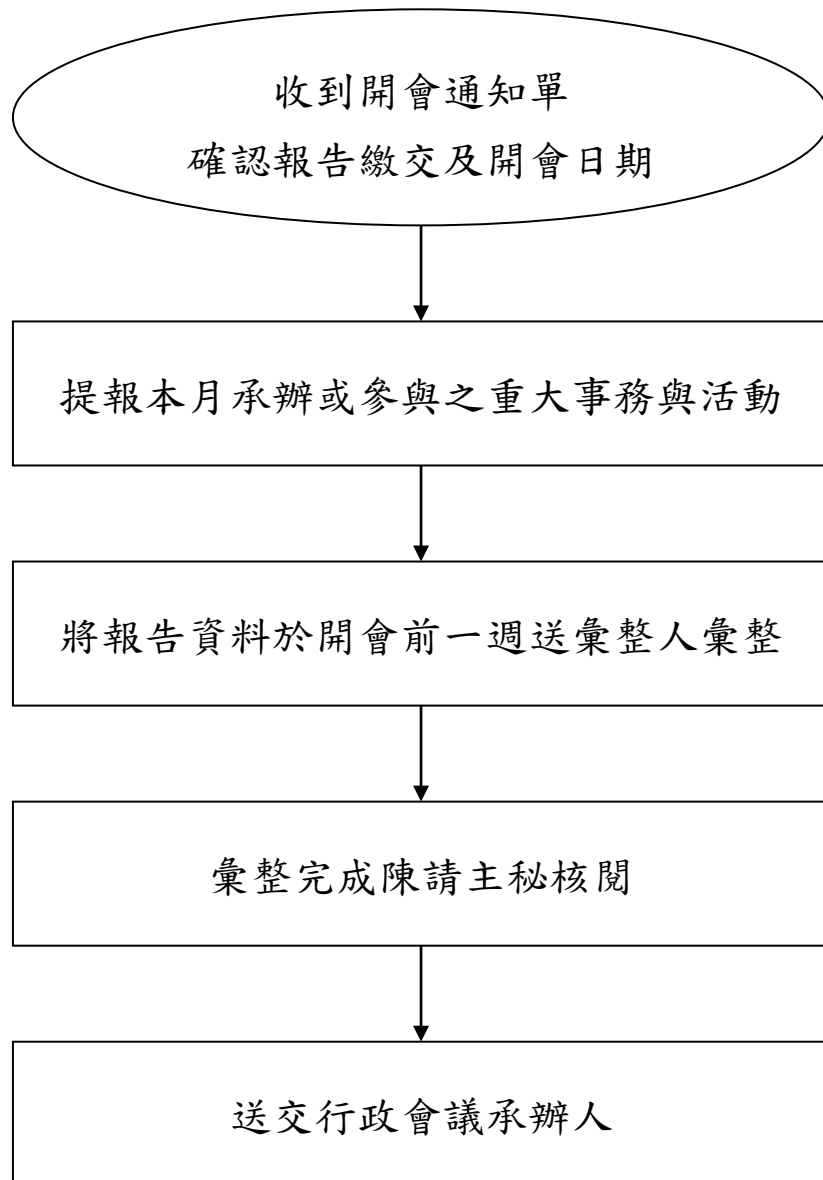 收到開會通知單
確認報告繳交及開會日期
提報本月承辦或參與之重大事務與活動
將報告資料於開會前一週送彙整人彙整
彙整完成陳請主秘核閱
送交行政會議承辦人